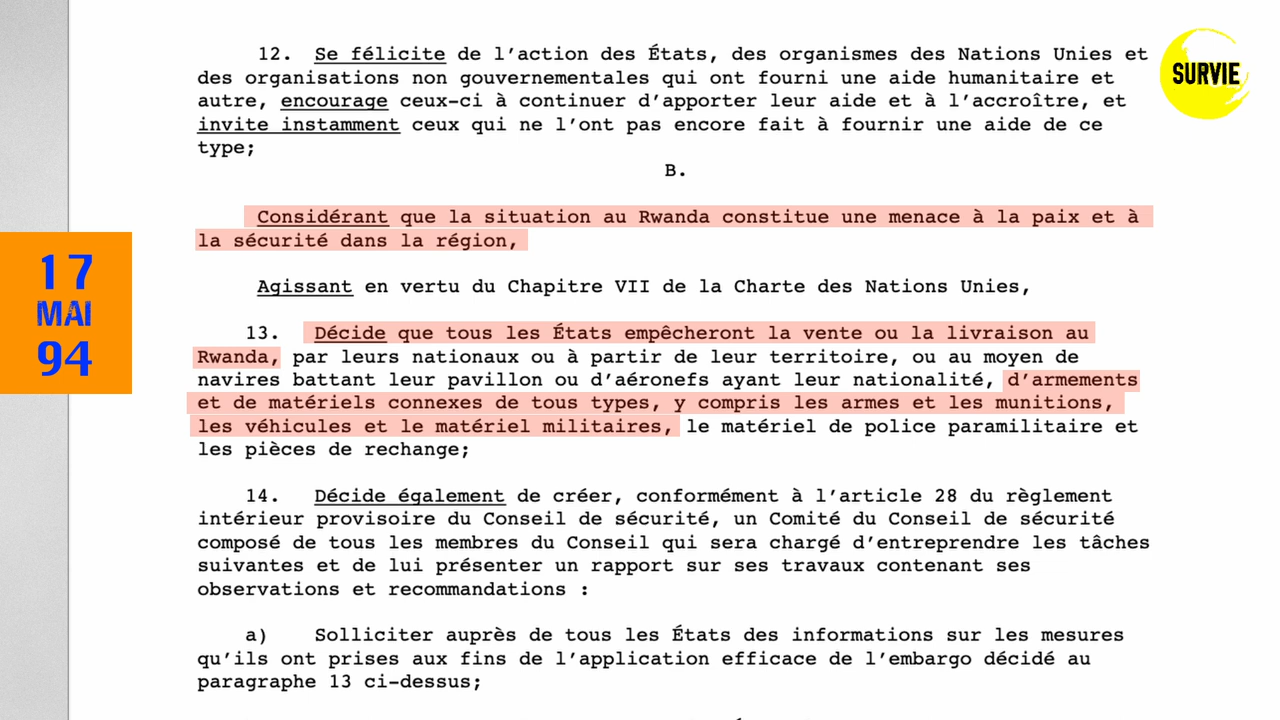 12. Se félicite de l'action des États, des organismes des Nations Unies et
des organisations non gouvernementales qui ont fourni une aide humanitaire et
autre, encourage ceux-ci à continuer d'apporter leur aide et à l'accroître, et
invite instamment ceux qui ne l'ont pas encore fait à fournir une aide de ce
type;
B.
Considérant que la situation au Rwanda constitue une menace à la paix et à
la sécurité dans la région,
Agissant en vertu du Chapitre VII de la Charte des Nations Unies,
13. Décide que tous les États empêcheront la vente ou la livraison au
Rwanda, par leurs nationaux ou à partir de leur territoire, ou au moyen de
navires battant leur pavillon ou d'aéronefs ayant leur nationalité, d'armements
et de matériels connexes de tous types, y compris les armes et les munitions,
les véhicules et le matériel militaires, le matériel de police paramilitaire et
les pièces de rechange;
14. Décide également de créer, conformément à l'article 28 du règlement
intérieur provisoire du Conseil de sécurité, un Comité du Conseil de sécurité
composé de tous les membres du Conseil qui sera chargé d'entreprendre les tâches
suivantes et de lui présenter un rapport sur ses travaux contenant ses
observations et recommandations :
a) Solliciter auprès de tous les États des informations sur les mesures
qu'ils ont prises aux fins de l'application efficace de l'embargo décidé au
paragraphe 13 ci-dessus;
17
MAI
94
SURVIE